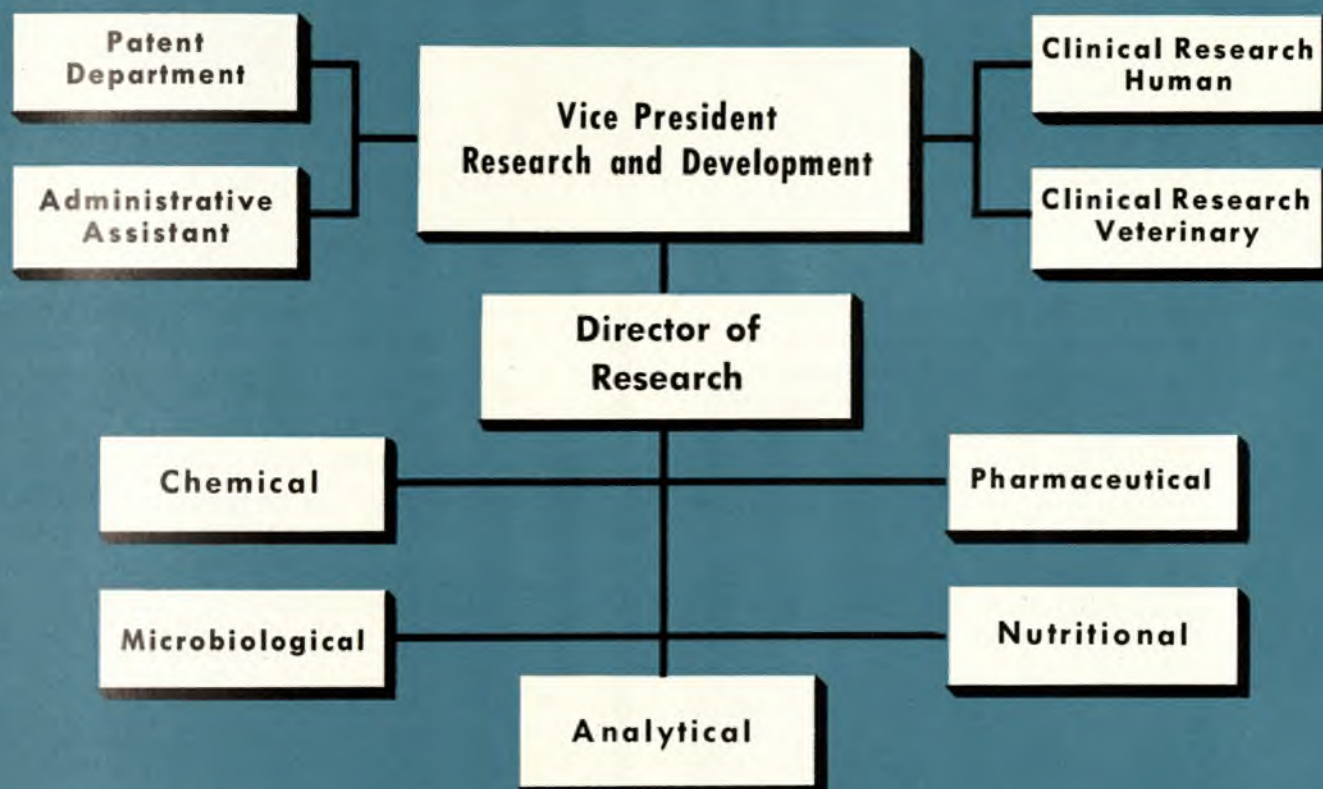 Patent
Department
Administrative
Assistant
Vice President
Research and Development
Clinical Research
Human
Clinical Research
Veterinary
Director of
Research
Chemical
Pharmaceutical
Microbiological
Nutritional
Analytical